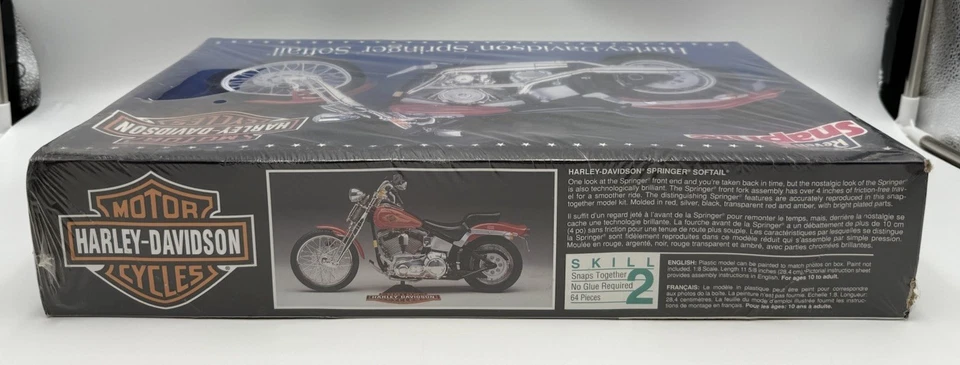 Harley-Davidson® Springer® Softail®
HARLEY-DAVIDSON
CYCLES
Revell
SnapTite
MOTOR
HARLEY-DAVIDSON
CYCLES
HARLEY-DAVIDSON
HARLEY-DAVIDSON® SPRINGER® SOFTAIL®
One look at the Springer® front end and you're taken back in time, but the nostalgic look of the Springer®
is also technologically brilliant. The Springer® front fork assembly has over 4 inches of friction-free trav-
el for a smoother ride. The distinguishing Springer® features are accurately reproduced in this snap-
together model kit. Molded in red, silver, black, transparent red and amber, with bright plated parts.
Il suffit d'un regard jeté à l'avant de la Springer® pour remonter le temps, mais, derrière la nostalgie se
cache une technologie brillante. La fourche avant de la Springer® a un débattement de plus de 10 cm
(4 po) sans friction pour une tenue de route plus souple. Les caractéristiques par lesquelles se distingue
la Springer® sont fidèlement reproduites dans ce modèle réduit qui s'assemble par simple pression.
Moulée en rouge, argenté, noir, rouge transparent et ambré, avec parties chromées brillantes.
SKILL 2
Snaps Together
No Glue Required
64 Pieces
ENGLISH: Plastic model can be painted to match photos on box. Paint not
included. 1:8 Scale. Length 11 5/8 inches (28.4 cm). Pictorial instruction sheet
provides assembly instructions in English. For ages 10 to adult.
FRANÇAIS: Le modèle en plastique peut être peint pour correspondre
aux photos de la boîte. La peinture n'est pas fournie. Echelle 1:8. Longueur:
28,4 centimètres. La feuille du mode d'emploi illustrée fournit les instruc-
tions de montage en français. Pour les âges: 10 ans à adulte.